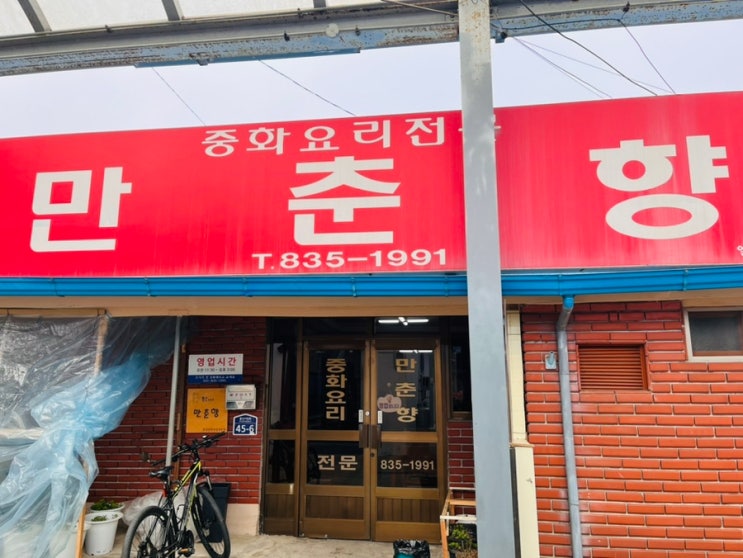 중화요리전
만춘향
T.835-1991
영업시간
만춘향
45-6
중화요리
만춘향
전문
835-1991